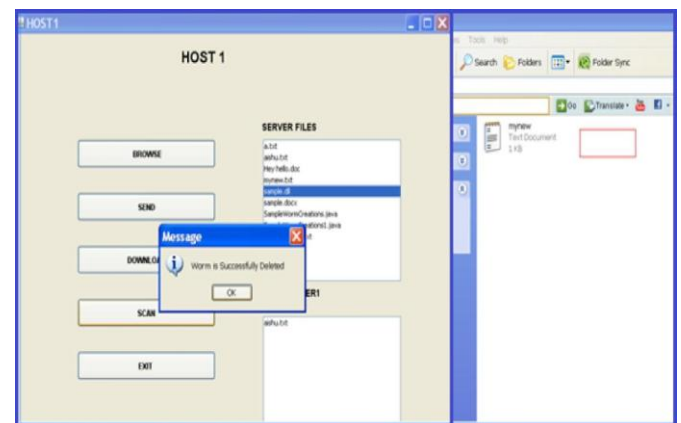 HOST1
HOST 1
BROWSE
SEND
SCAN
EXIT
SERVER FILES
a.txt
aishu.txt
Hey hello.doc
mynew.txt
sample.dll
sample.docx
SampleWormCreations.java
Message
Worm is Successfully Deleted
OK
ER1
aishu.txt
Tools Help
Search Folders Folder Sync
Go Translate
mynew
Text Document
1 KB